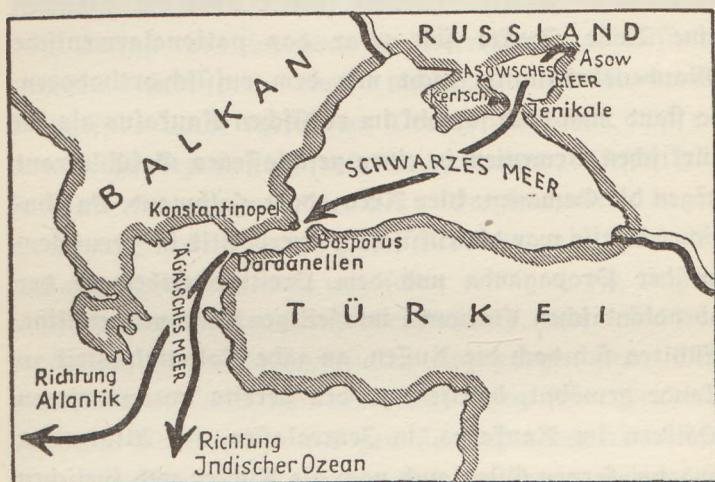 RUSSLAND
BALKAN
Asow
ASOWSCHES MEER
Kertsch
Jenikale
SCHWARZES MEER
Konstantinopel
Bosporus
Dardanellen
ÄGÄISCHES MEER
TÜRKEI
Richtung
Atlantik
Richtung
Jndischer Ozean